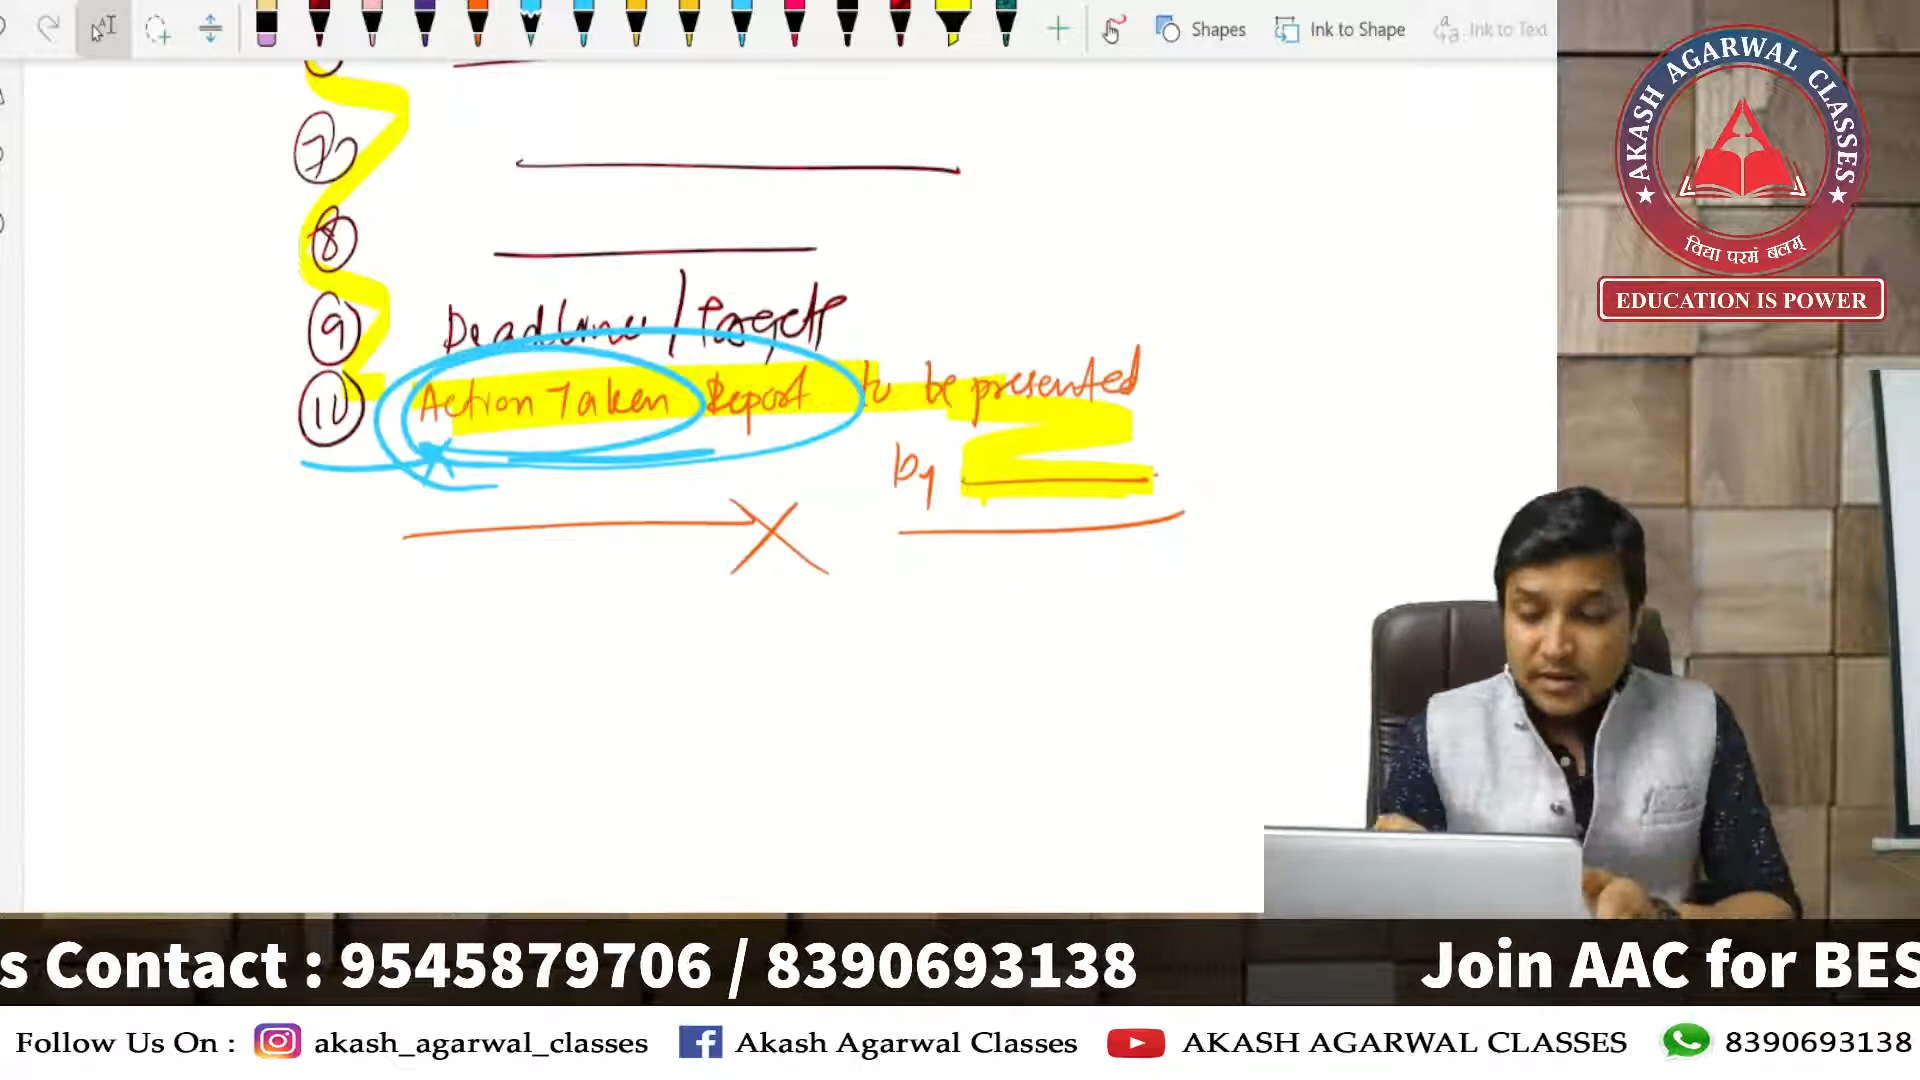 Shapes
Ink to Shape
Ink to Text
7
8
9 Deadlines / Targets
10 Action Taken Report to be presented
by
AKASH AGARWAL CLASSES
विद्या परमं बलम्
EDUCATION IS POWER
s Contact : 9545879706 / 8390693138 Join AAC for BES
Follow Us On : akash_agarwal_classes Akash Agarwal Classes AKASH AGARWAL CLASSES 8390693138